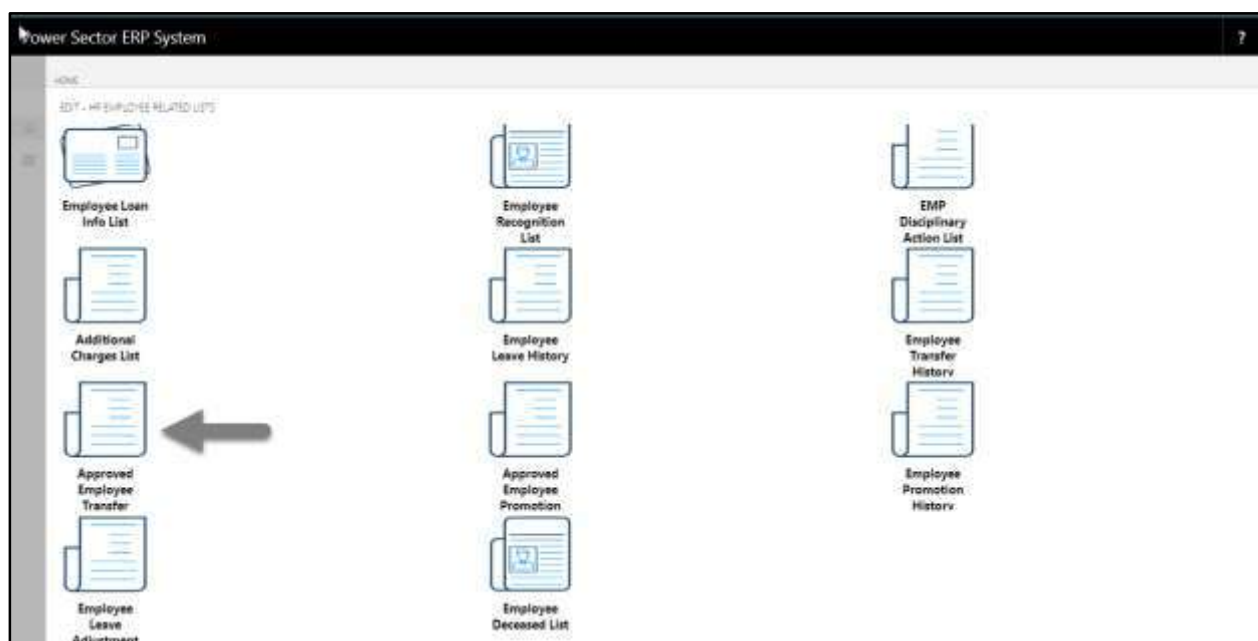 Power Sector ERP System
?
HOME
EDIT - HR EMPLOYEE RELATED LISTS
Employee Loan
Info List
Employee
Recognition
List
EMP
Disciplinary
Action List
Additional
Charges List
Employee
Leave History
Employee
Transfer
History
Approved
Employee
Transfer
Approved
Employee
Promotion
Employee
Promotion
History
Employee
Leave
Adjustment
Employee
Deceased List